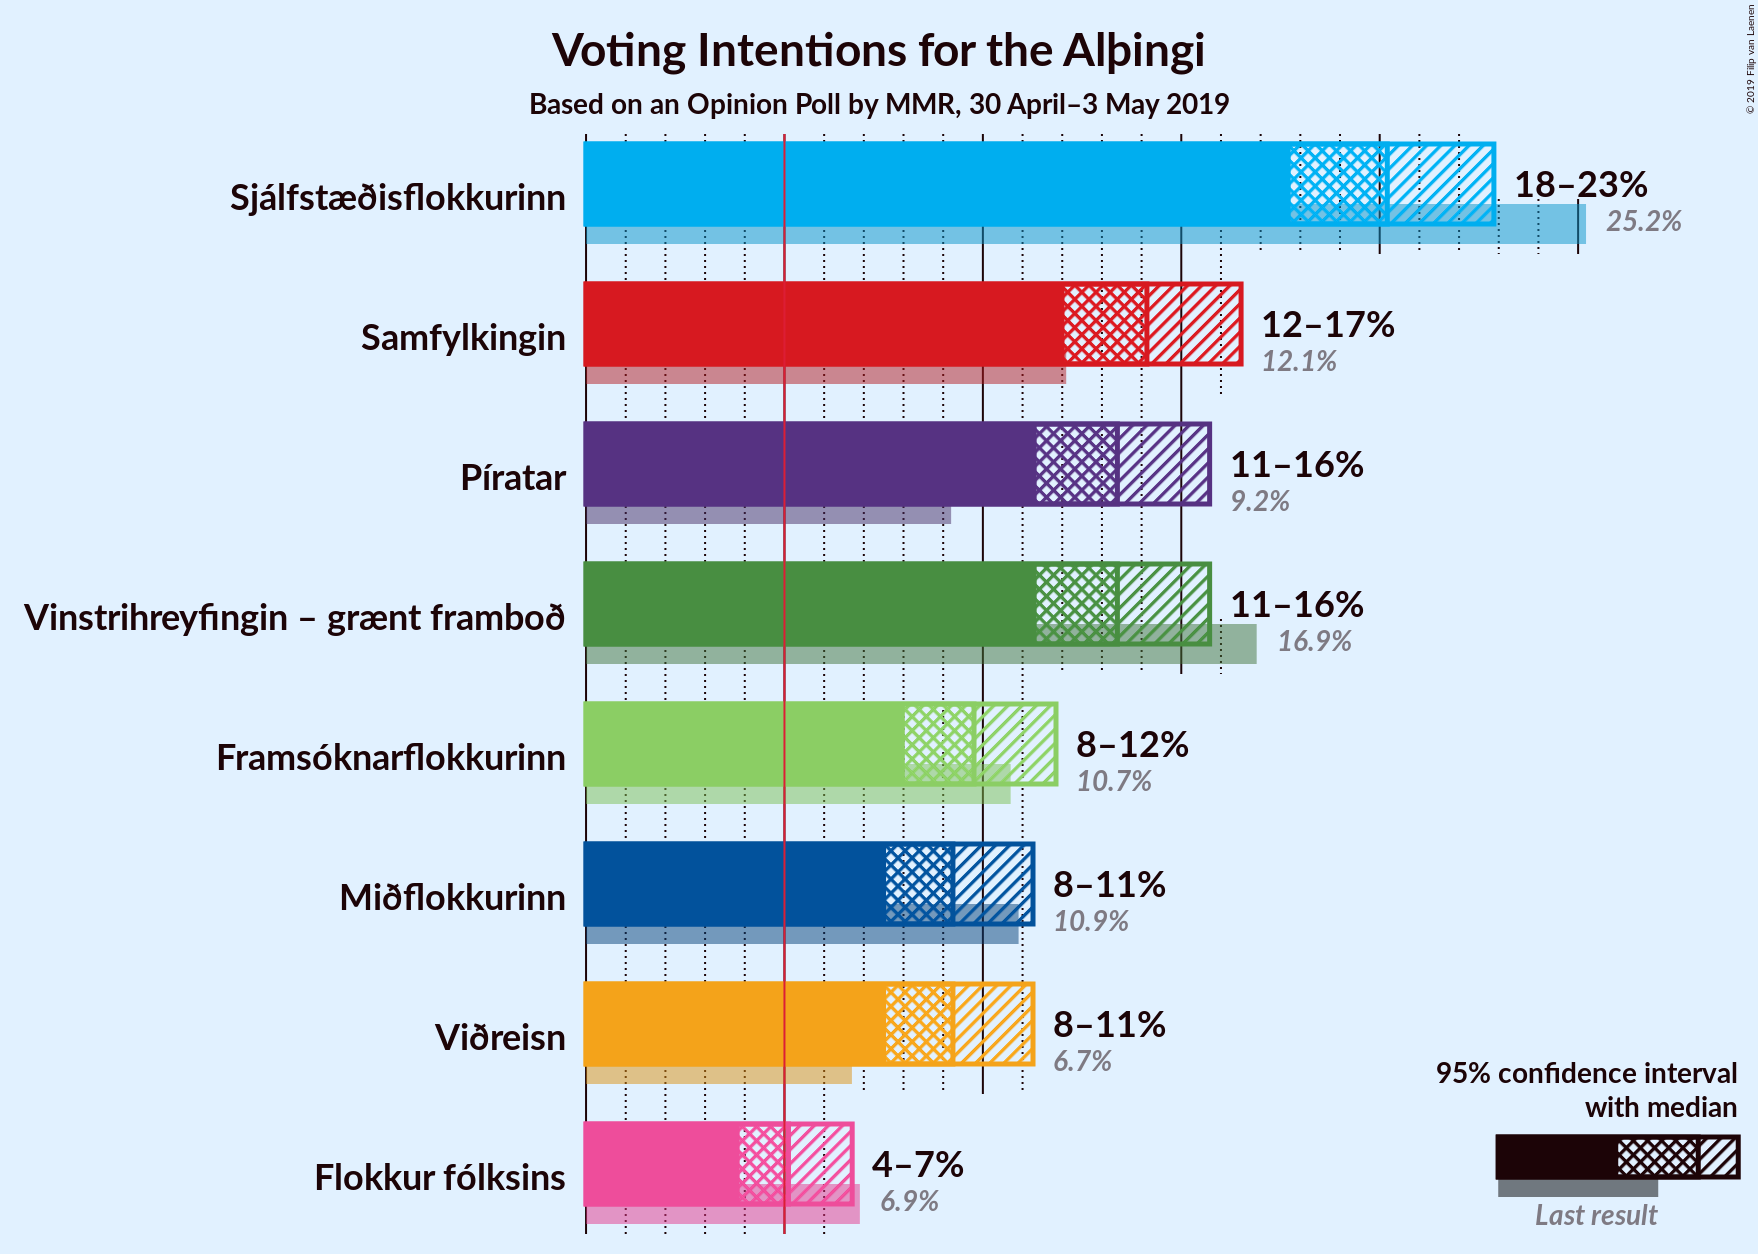 Voting Intentions for the Alþingi
Based on an Opinion Poll by MMR, 30 April–3 May 2019
© 2019 Filip van Laenen
Sjálfstæðisflokkurinn
18–23%
25.2%
Samfylkingin
12–17%
12.1%
Píratar
11–16%
9.2%
Vinstrihreyfingin – grænt framboð
11–16%
16.9%
Framsóknarflokkurinn
8–12%
10.7%
Miðflokkurinn
8–11%
10.9%
Viðreisn
8–11%
6.7%
Flokkur fólksins
4–7%
6.9%
95% confidence interval
with median
Last result